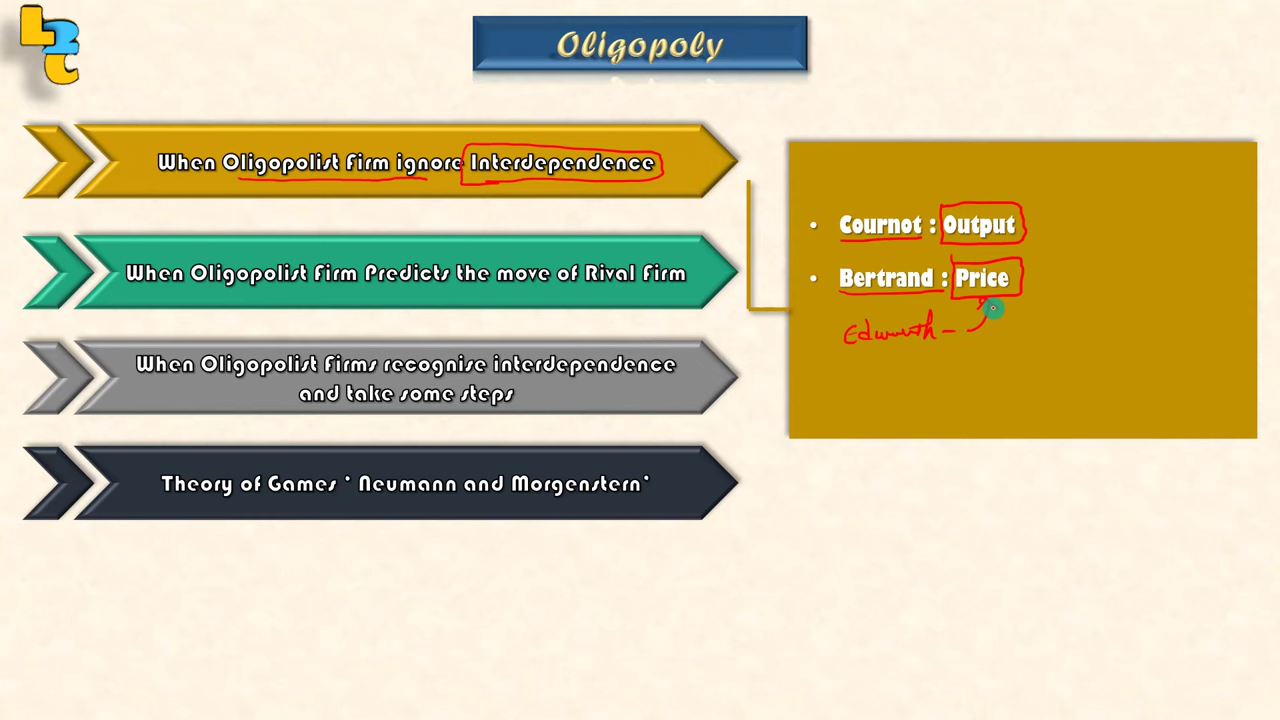 L2C
Oligopoly
When Oligopolist Firm ignore Interdependence
When Oligopolist Firm Predicts the move of Rival Firm
When Oligopolist Firms recognise interdependence
and take some steps
Theory of Games ' Neumann and Morgenstern'
• Cournot : Output
• Bertrand : Price